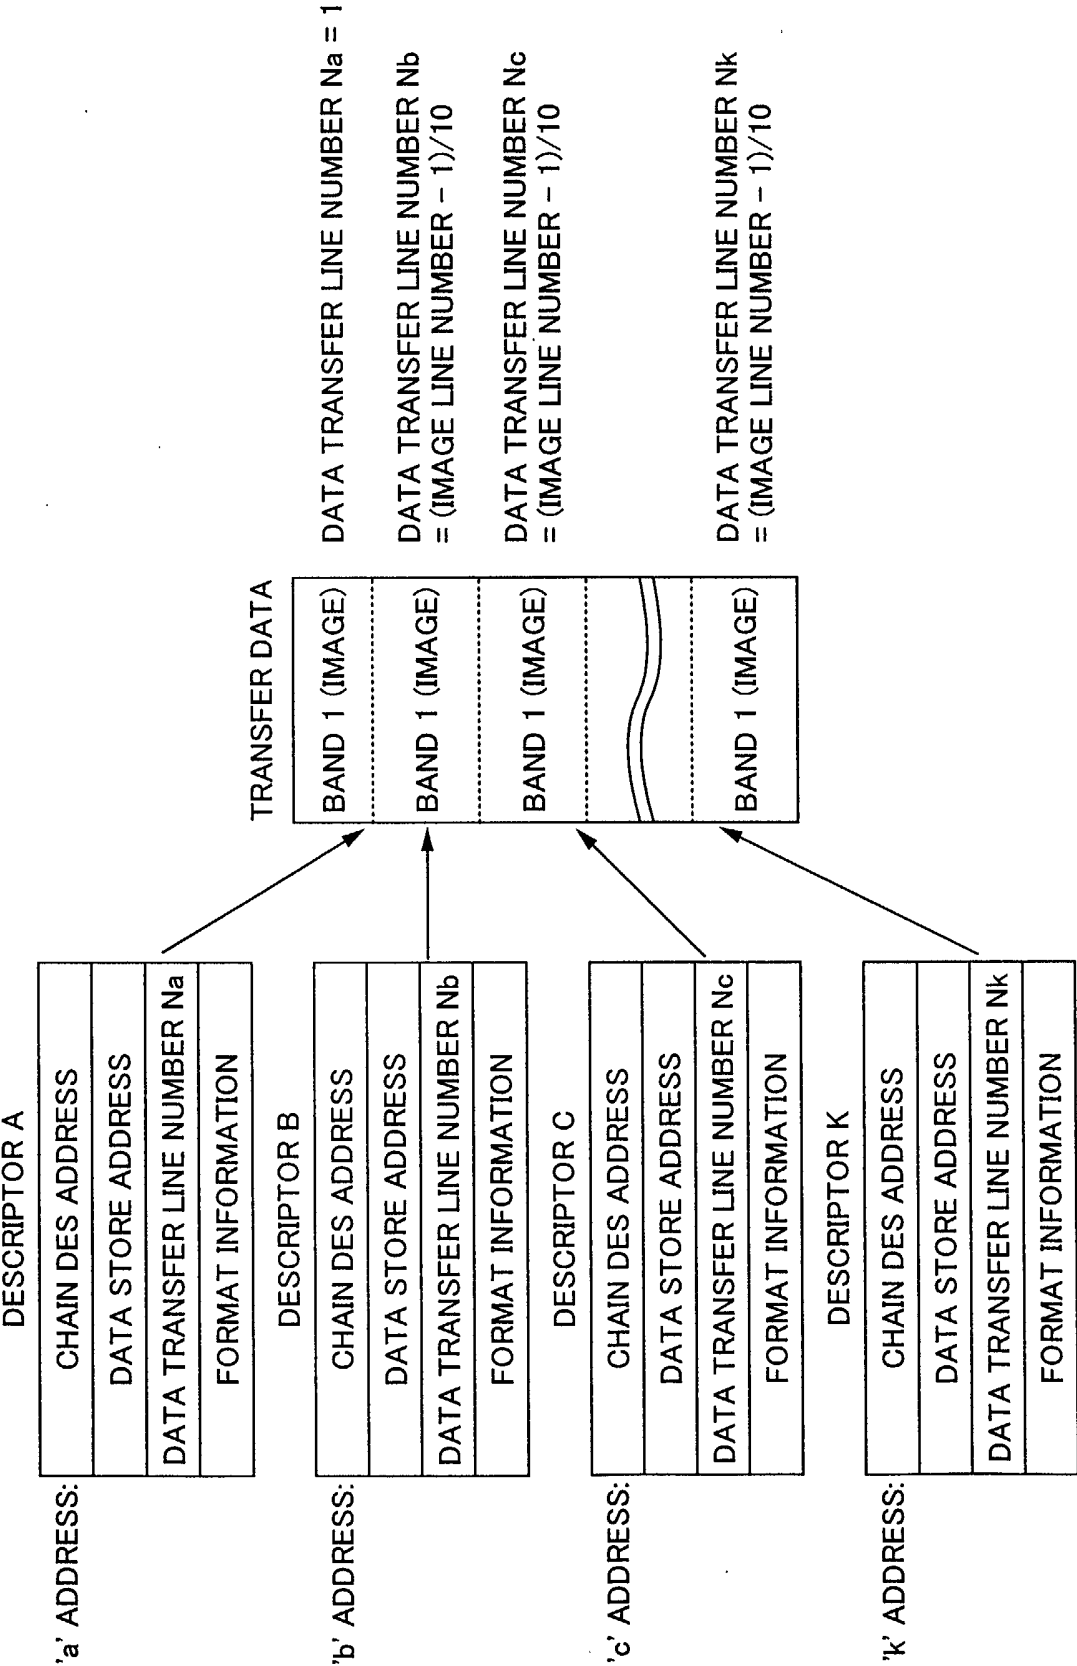 DESCRIPTOR A
'a' ADDRESS:
CHAIN DES ADDRESS
DATA STORE ADDRESS
DATA TRANSFER LINE NUMBER Na
FORMAT INFORMATION
DESCRIPTOR B
'b' ADDRESS:
CHAIN DES ADDRESS
DATA STORE ADDRESS
DATA TRANSFER LINE NUMBER Nb
FORMAT INFORMATION
DESCRIPTOR C
'c' ADDRESS:
CHAIN DES ADDRESS
DATA STORE ADDRESS
DATA TRANSFER LINE NUMBER Nc
FORMAT INFORMATION
DESCRIPTOR K
'k' ADDRESS:
CHAIN DES ADDRESS
DATA STORE ADDRESS
DATA TRANSFER LINE NUMBER Nk
FORMAT INFORMATION
TRANSFER DATA
BAND 1 (IMAGE)
BAND 1 (IMAGE)
BAND 1 (IMAGE)
BAND 1 (IMAGE)
DATA TRANSFER LINE NUMBER Na = 1
DATA TRANSFER LINE NUMBER Nb
= (IMAGE LINE NUMBER − 1)/10
DATA TRANSFER LINE NUMBER Nc
= (IMAGE LINE NUMBER − 1)/10
DATA TRANSFER LINE NUMBER Nk
= (IMAGE LINE NUMBER − 1)/10